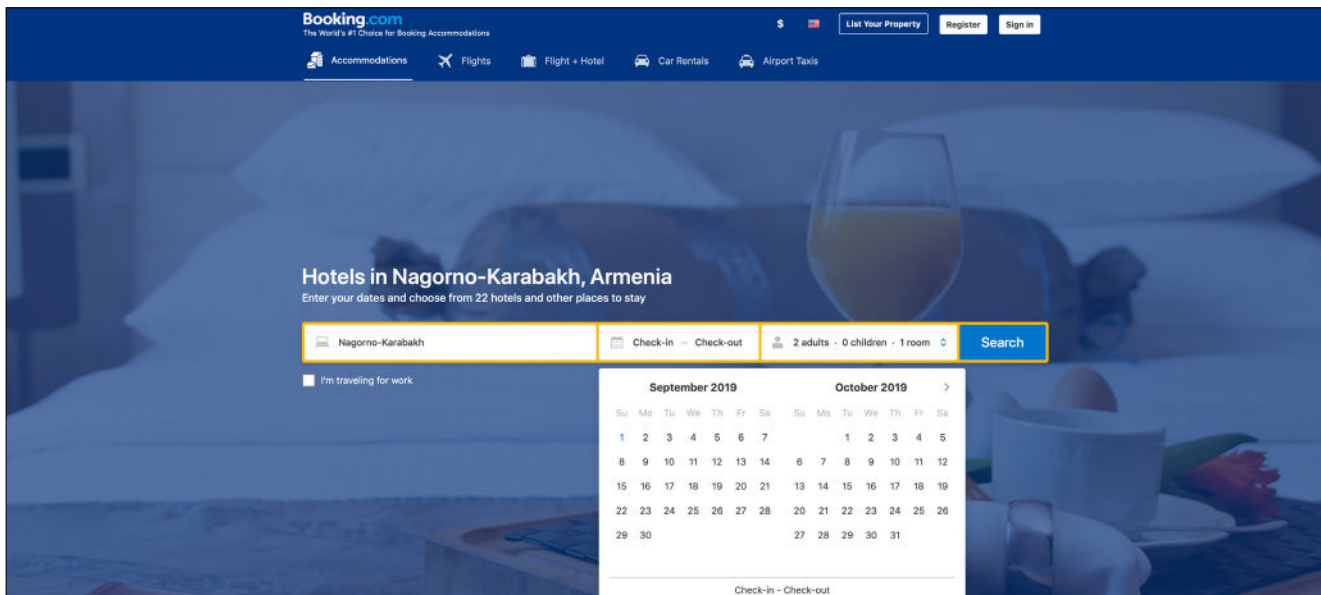 Booking.com
The World's #1 Choice for Booking Accommodations
$
List Your Property
Register
Sign in
Accommodations
Flights
Flight + Hotel
Car Rentals
Airport Taxis
Hotels in Nagorno-Karabakh, Armenia
Enter your dates and choose from 22 hotels and other places to stay
Nagorno-Karabakh
Check-in – Check-out
2 adults · 0 children · 1 room
Search
I'm traveling for work
September 2019
Su Mo Tu We Th Fr Sa
1 2 3 4 5 6 7
8 9 10 11 12 13 14
15 16 17 18 19 20 21
22 23 24 25 26 27 28
29 30
October 2019
Su Mo Tu We Th Fr Sa
1 2 3 4 5
6 7 8 9 10 11 12
13 14 15 16 17 18 19
20 21 22 23 24 25 26
27 28 29 30 31
Check-in - Check-out